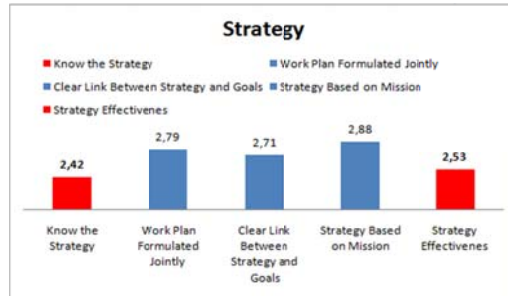 Strategy
Know the Strategy
Work Plan Formulated Jointly
Clear Link Between Strategy and Goals
Strategy Based on Mission
Strategy Effectivenes
2,42
2,79
2,71
2,88
2,53
Know the
Strategy
Work Plan
Formulated
Jointly
Clear Link
Between
Strategy and
Goals
Strategy Based
on Mission
Strategy
Effectivenes